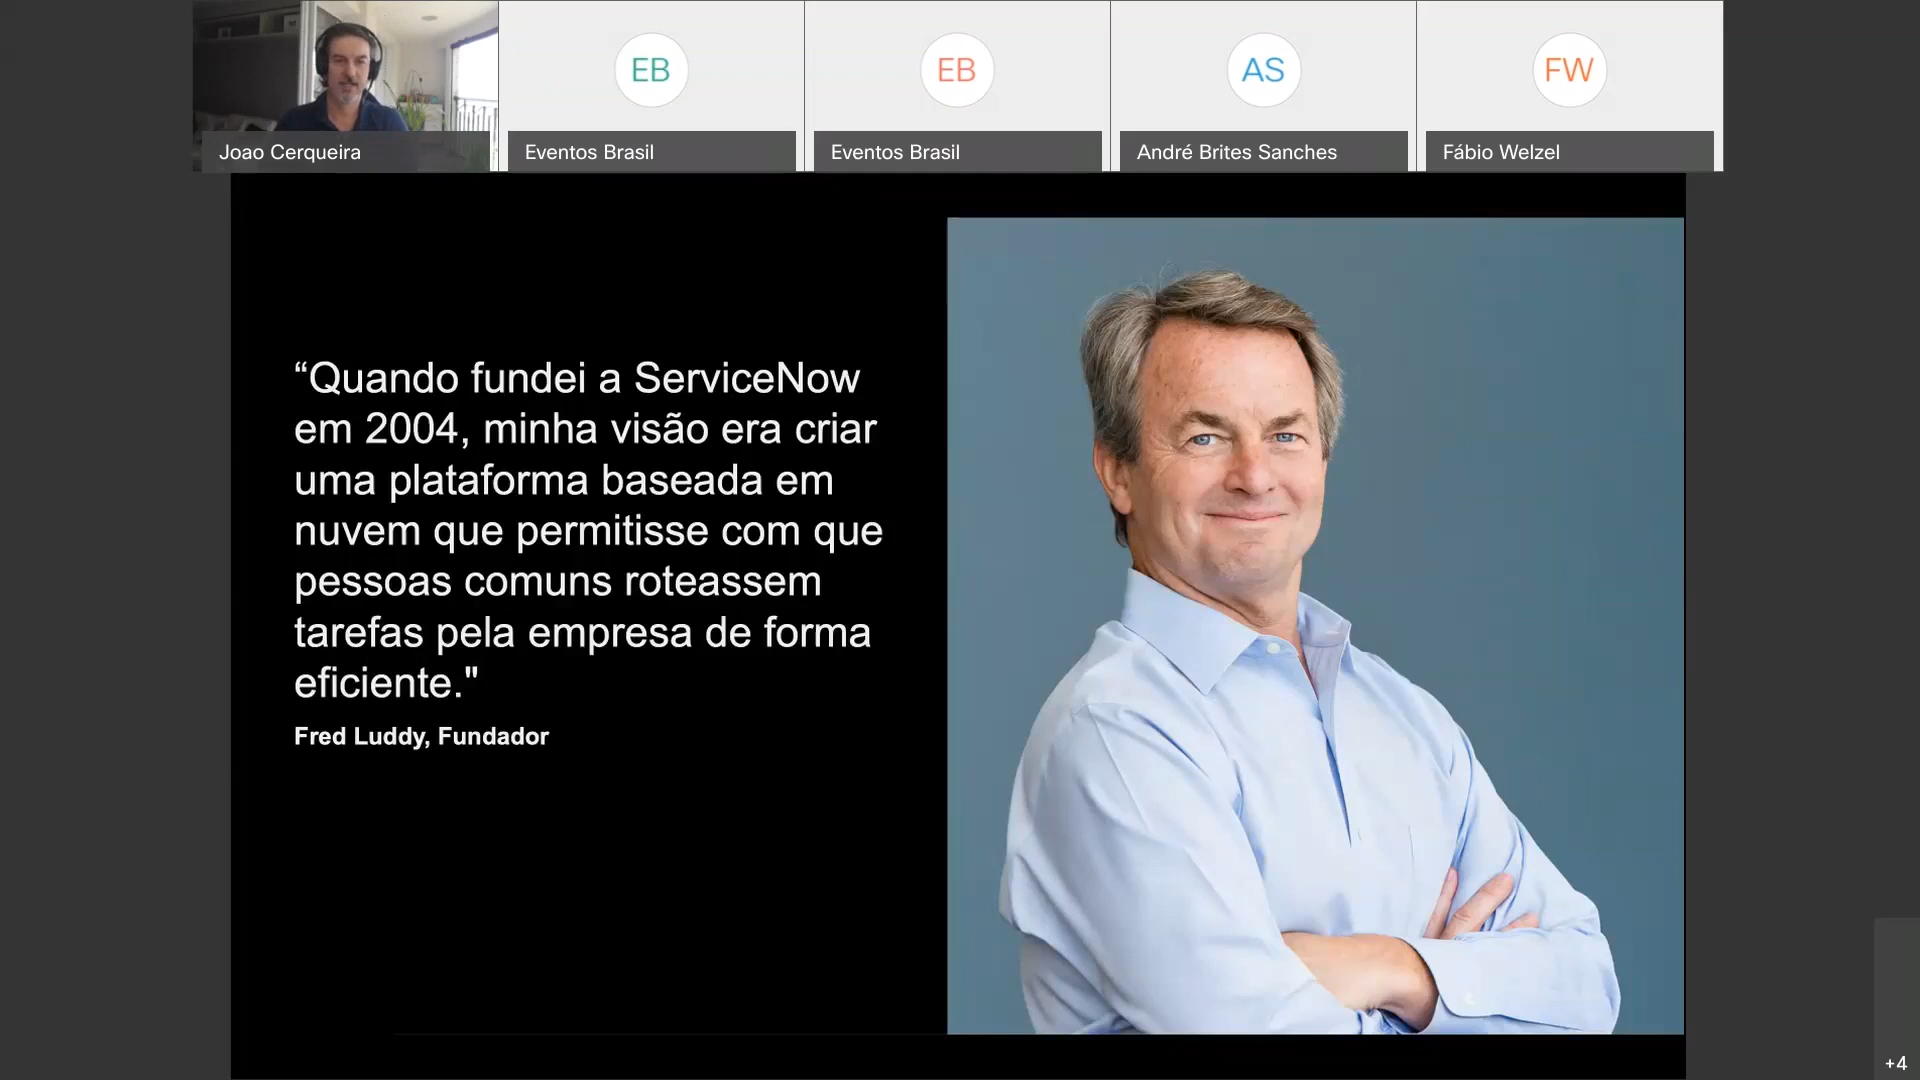 EB
EB
AS
FW
Joao Cerqueira
Eventos Brasil
Eventos Brasil
André Brites Sanches
Fábio Welzel
“Quando fundei a ServiceNow
em 2004, minha visão era criar
uma plataforma baseada em
nuvem que permitisse com que
pessoas comuns roteassem
tarefas pela empresa de forma
eficiente."
Fred Luddy, Fundador
+4